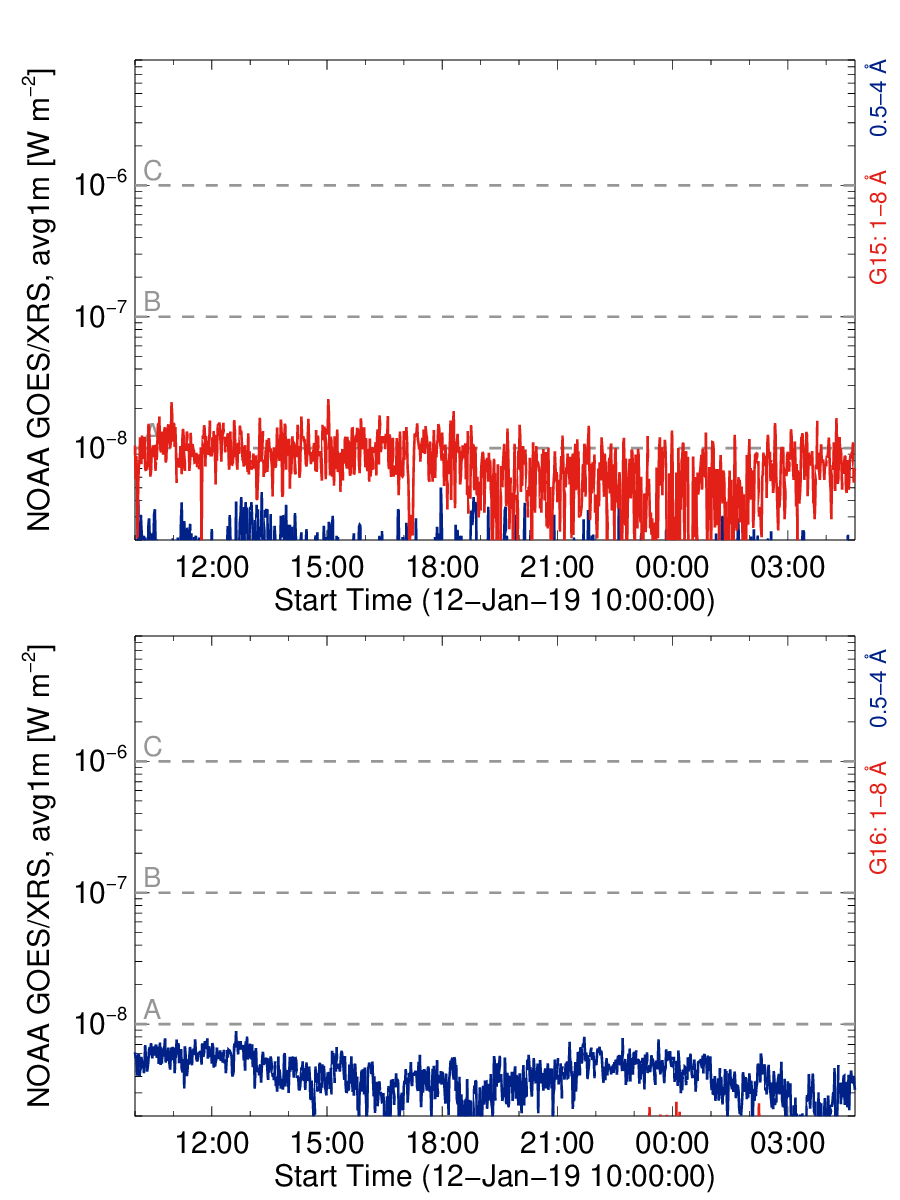 NOAA GOES/XRS, avg1m [W m⁻²]
10⁻⁶
10⁻⁷
10⁻⁸
C
B
A
12:00 15:00 18:00 21:00 00:00 03:00
Start Time (12−Jan−19 10:00:00)
G15: 1−8 Å 0.5−4 Å
NOAA GOES/XRS, avg1m [W m⁻²]
10⁻⁶
10⁻⁷
10⁻⁸
C
B
A
12:00 15:00 18:00 21:00 00:00 03:00
Start Time (12−Jan−19 10:00:00)
G16: 1−8 Å 0.5−4 Å